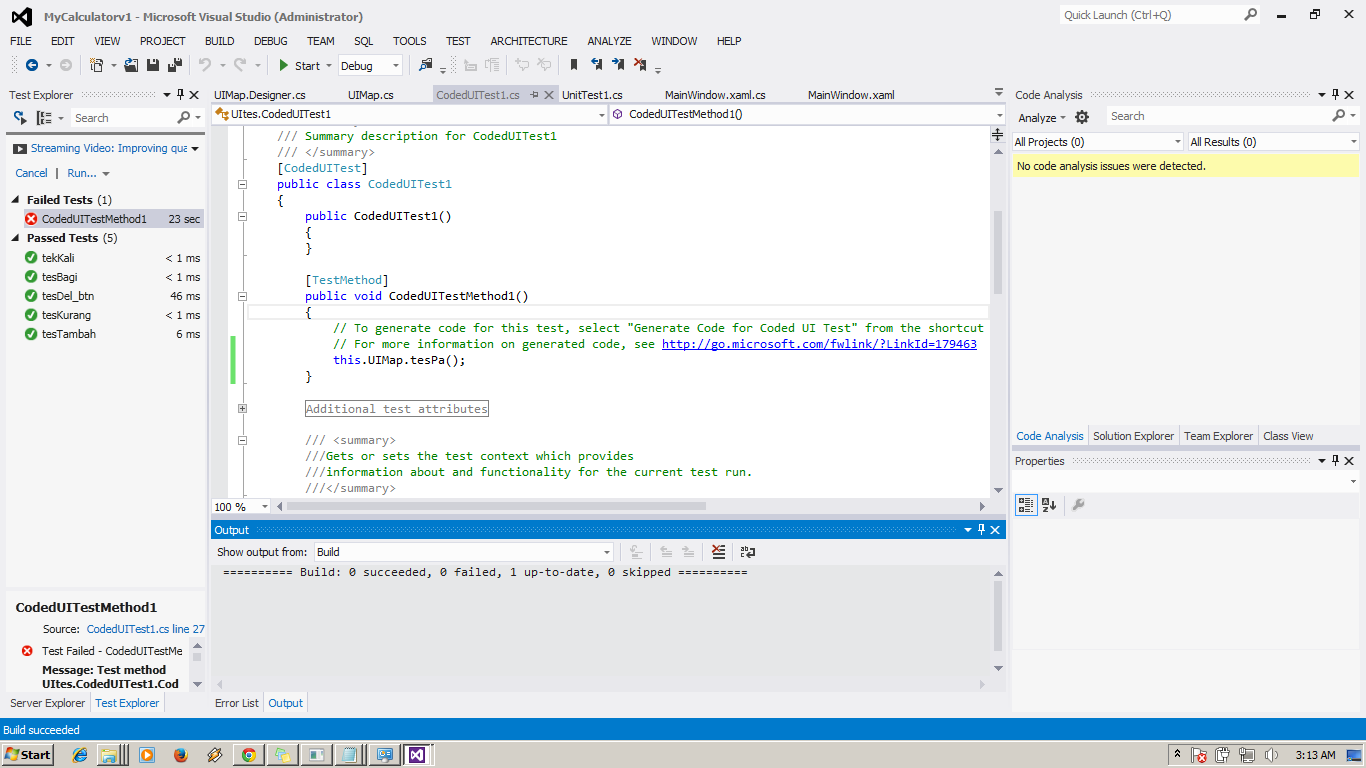 MyCalculatorv1 - Microsoft Visual Studio (Administrator)
Quick Launch (Ctrl+Q)
FILE EDIT VIEW PROJECT BUILD DEBUG TEAM SQL TOOLS TEST ARCHITECTURE ANALYZE WINDOW HELP
Start Debug
Test Explorer
Search
Streaming Video: Improving qua
Cancel | Run...
Failed Tests (1)
CodedUITestMethod1 23 sec
Passed Tests (5)
tekKali < 1 ms
tesBagi < 1 ms
tesDel_btn 46 ms
tesKurang < 1 ms
tesTambah 6 ms
CodedUITestMethod1
Source: CodedUITest1.cs line 27
Test Failed - CodedUITestMe
Message: Test method
UItes.CodedUITest1.Cod
Server Explorer Test Explorer
UIMap.Designer.cs UIMap.cs CodedUITest1.cs UnitTest1.cs MainWindow.xaml.cs MainWindow.xaml
UItes.CodedUITest1 CodedUITestMethod1()
/// Summary description for CodedUITest1
/// </summary>
[CodedUITest]
public class CodedUITest1
{
public CodedUITest1()
{
}
[TestMethod]
public void CodedUITestMethod1()
{
// To generate code for this test, select "Generate Code for Coded UI Test" from the shortcut
// For more information on generated code, see http://go.microsoft.com/fwlink/?LinkId=179463
this.UIMap.tesPa();
}
Additional test attributes
/// <summary>
///Gets or sets the test context which provides
///information about and functionality for the current test run.
///</summary>
100 %
Output
Show output from: Build
========== Build: 0 succeeded, 0 failed, 1 up-to-date, 0 skipped ==========
Error List Output
Code Analysis
Analyze Search
All Projects (0) All Results (0)
No code analysis issues were detected.
Code Analysis Solution Explorer Team Explorer Class View
Properties
Build succeeded
Start 3:13 AM